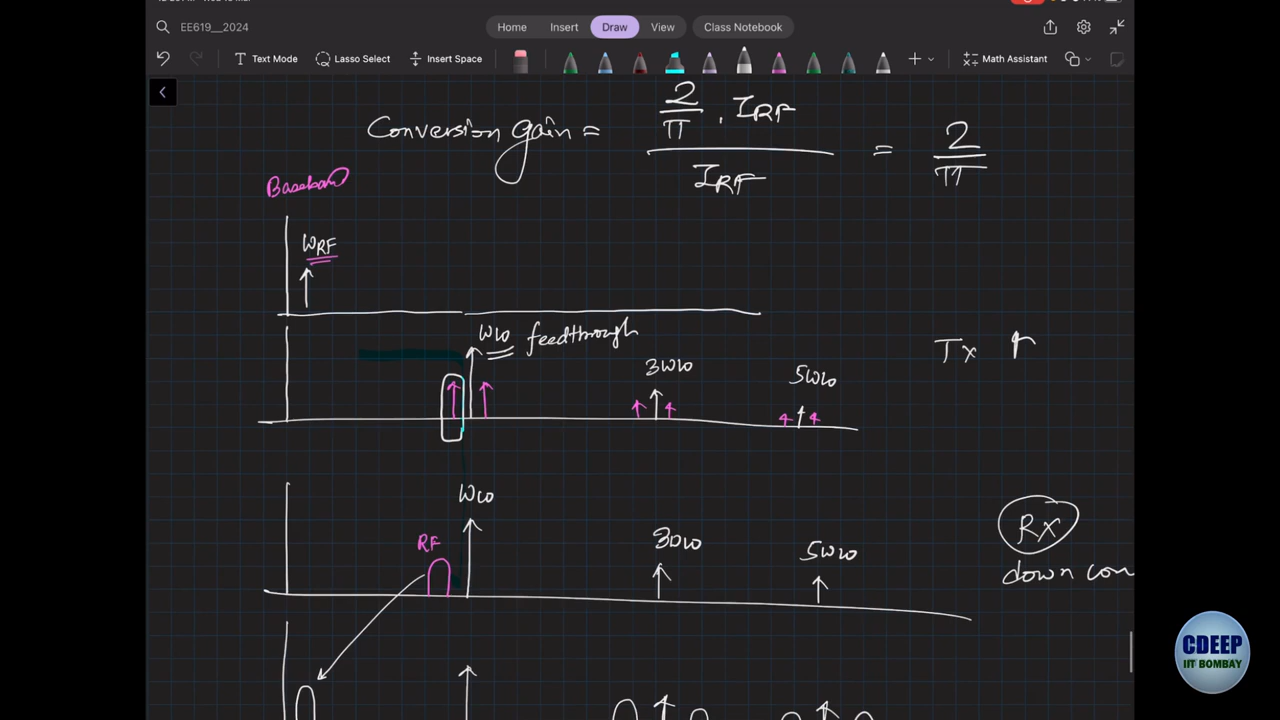 EE619__2024
Home Insert Draw View Class Notebook
Text Mode Lasso Select Insert Space Math Assistant
Conversion gain = 2/π . IRF / IRF = 2/π
Baseband
WRF
WLO feedthrough
3WLO
5WLO
Tx ↑
WLO
RF
3WLO
5WLO
Rx
down con
CDEEP
IIT BOMBAY